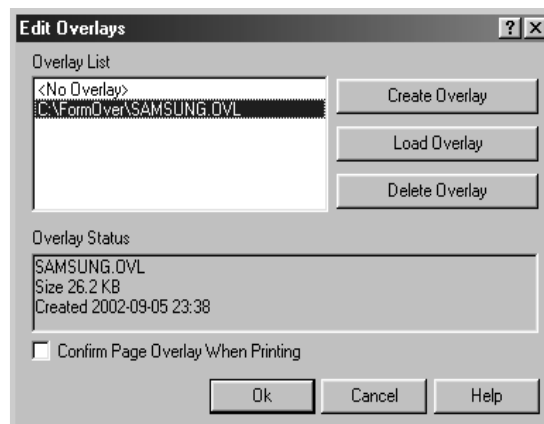 Edit Overlays
Overlay List
<No Overlay>
C:\FormOver\SAMSUNG.OVL
Create Overlay
Load Overlay
Delete Overlay
Overlay Status
SAMSUNG.OVL
Size 26.2 KB
Created 2002-09-05 23:38
Confirm Page Overlay When Printing
Ok
Cancel
Help